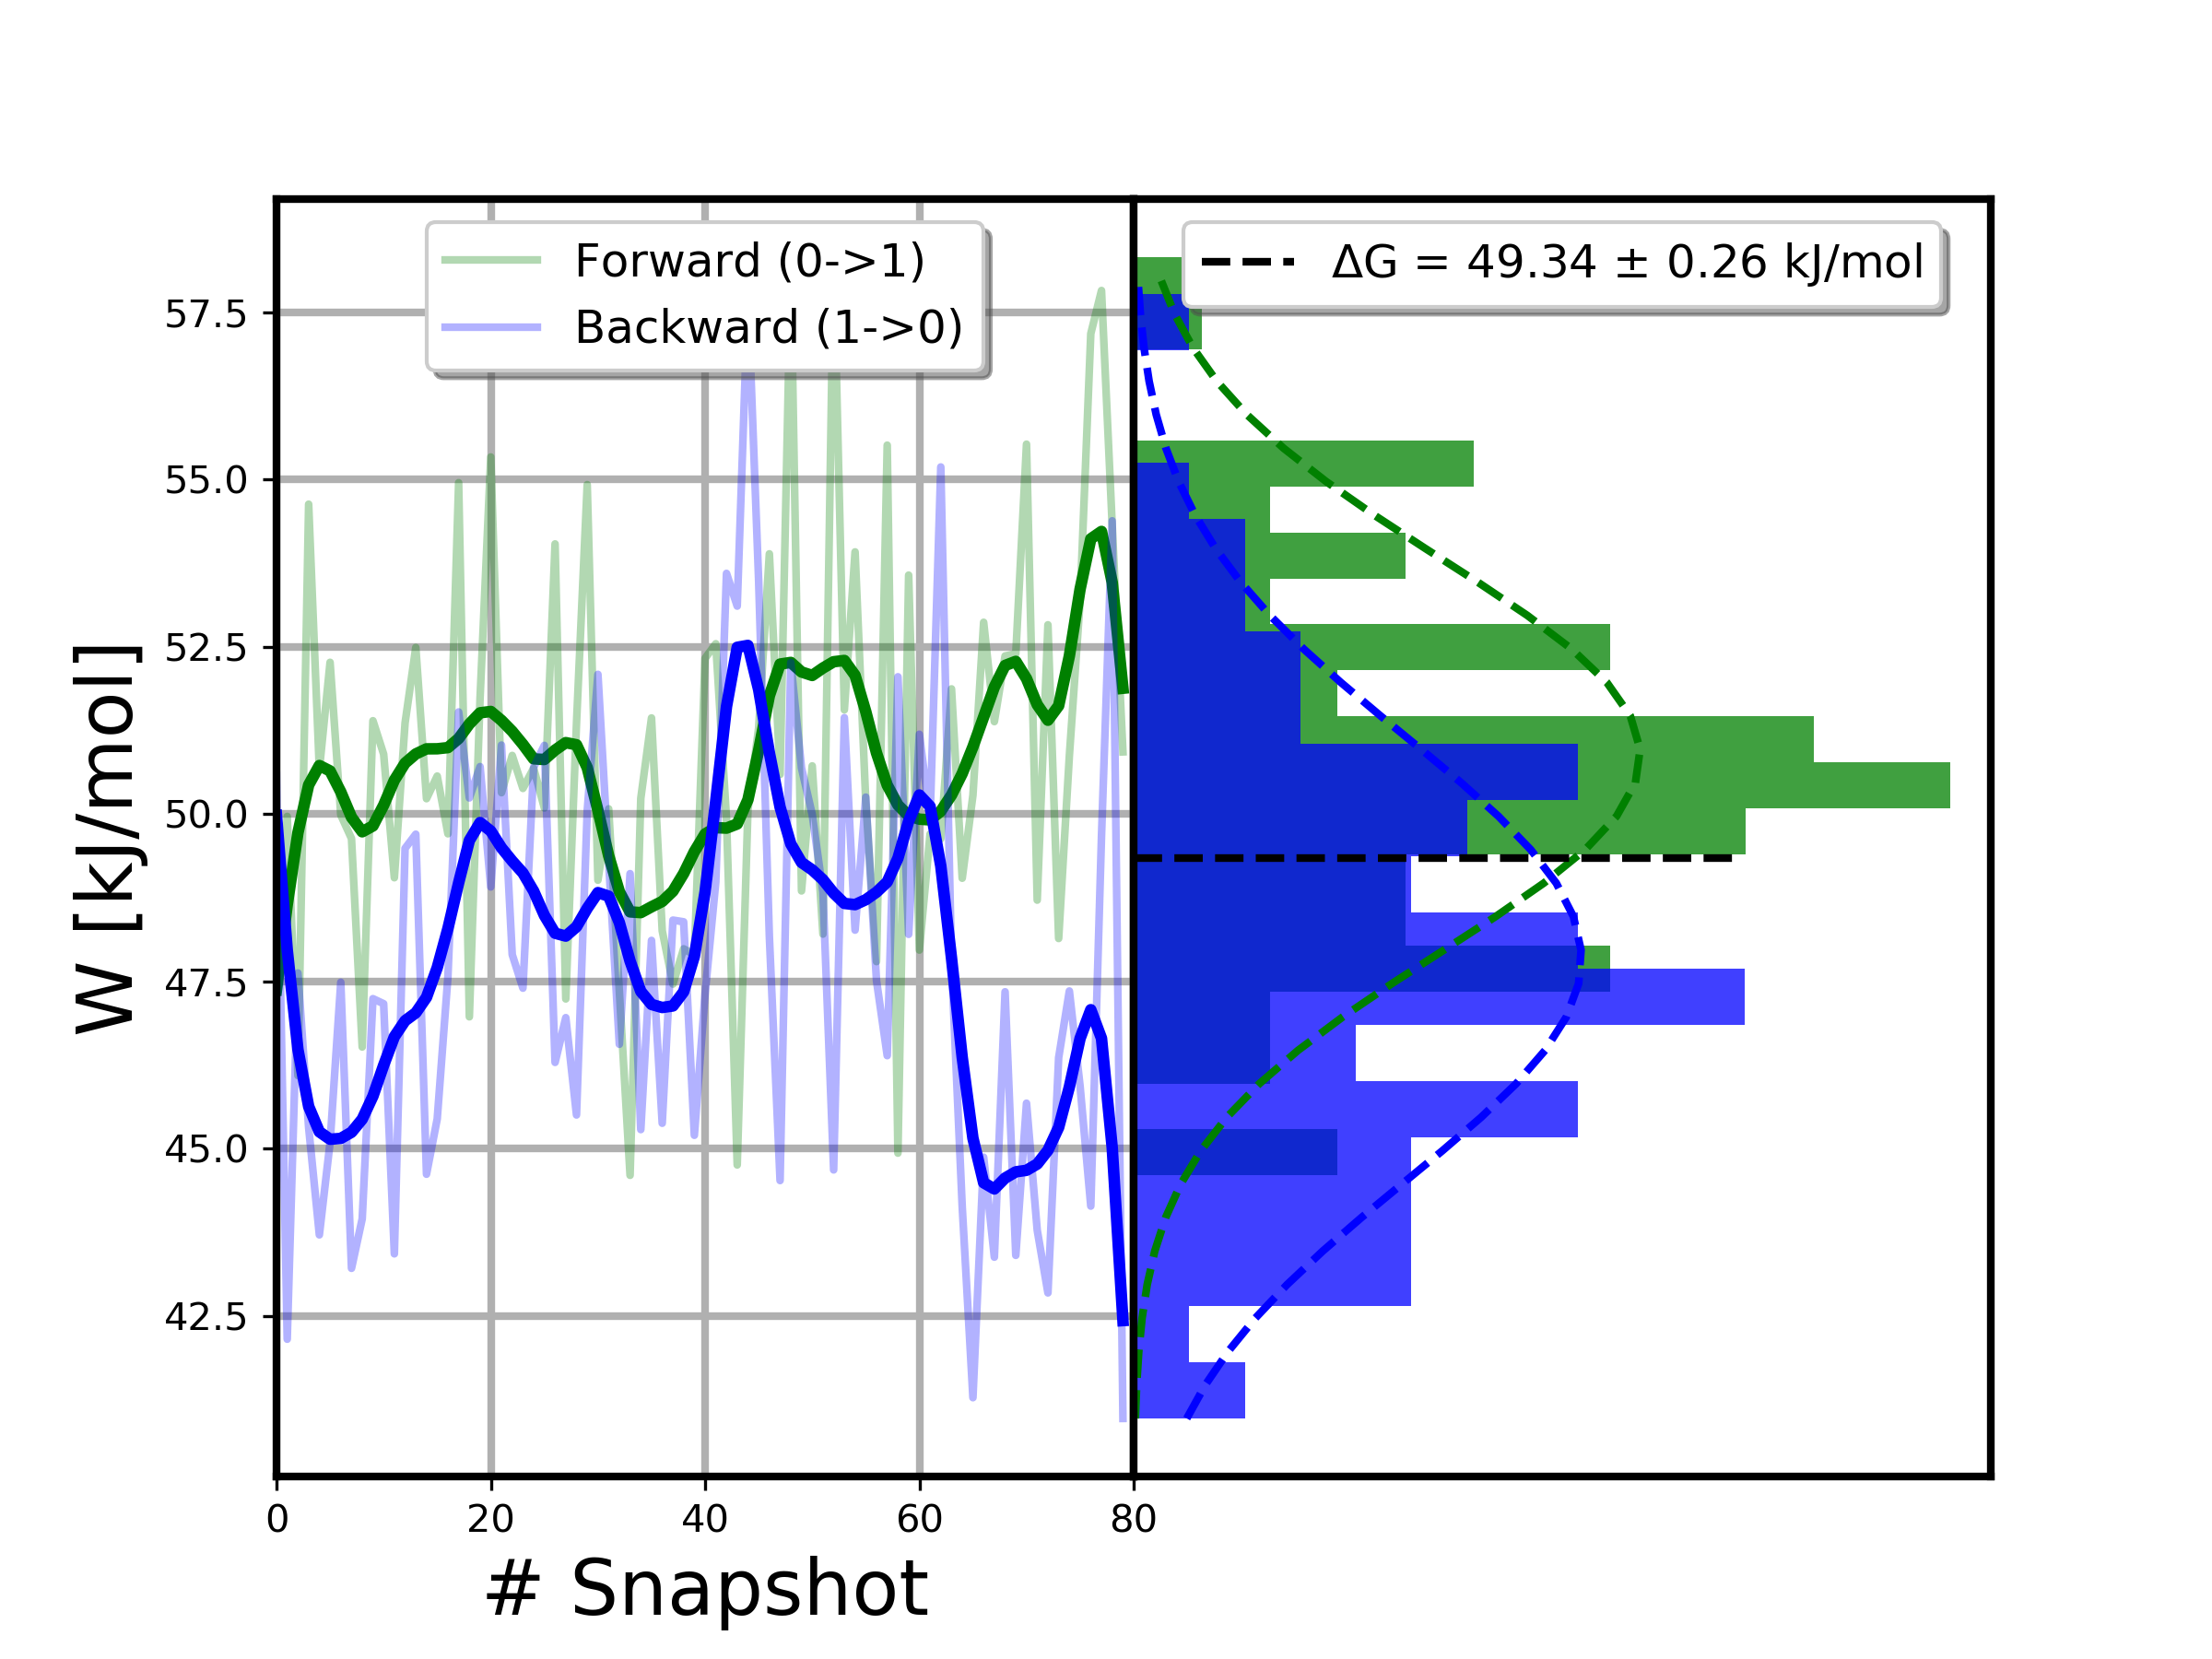 Forward (0->1)
Backward (1->0)
ΔG = 49.34 ± 0.26 kJ/mol
W [kJ/mol]
57.5
55.0
52.5
50.0
47.5
45.0
42.5
0 20 40 60 80
# Snapshot